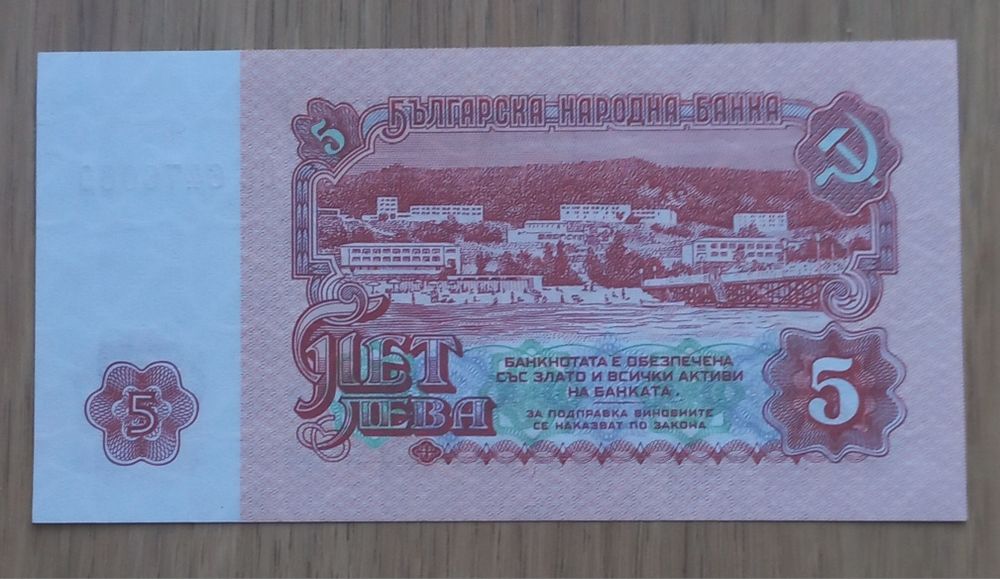 БЪЛГАРСКА НАРОДНА БАНКА
5
ПЕТ
ЛЕВА
БАНКНОТАТА Е ОБЕЗПЕЧЕНА
СЪС ЗЛАТО И ВСИЧКИ АКТИВИ
НА БАНКАТА.
ЗА ПОДПРАВКА ВИНОВНИТЕ
СЕ НАКАЗВАТ ПО ЗАКОНА
5
5